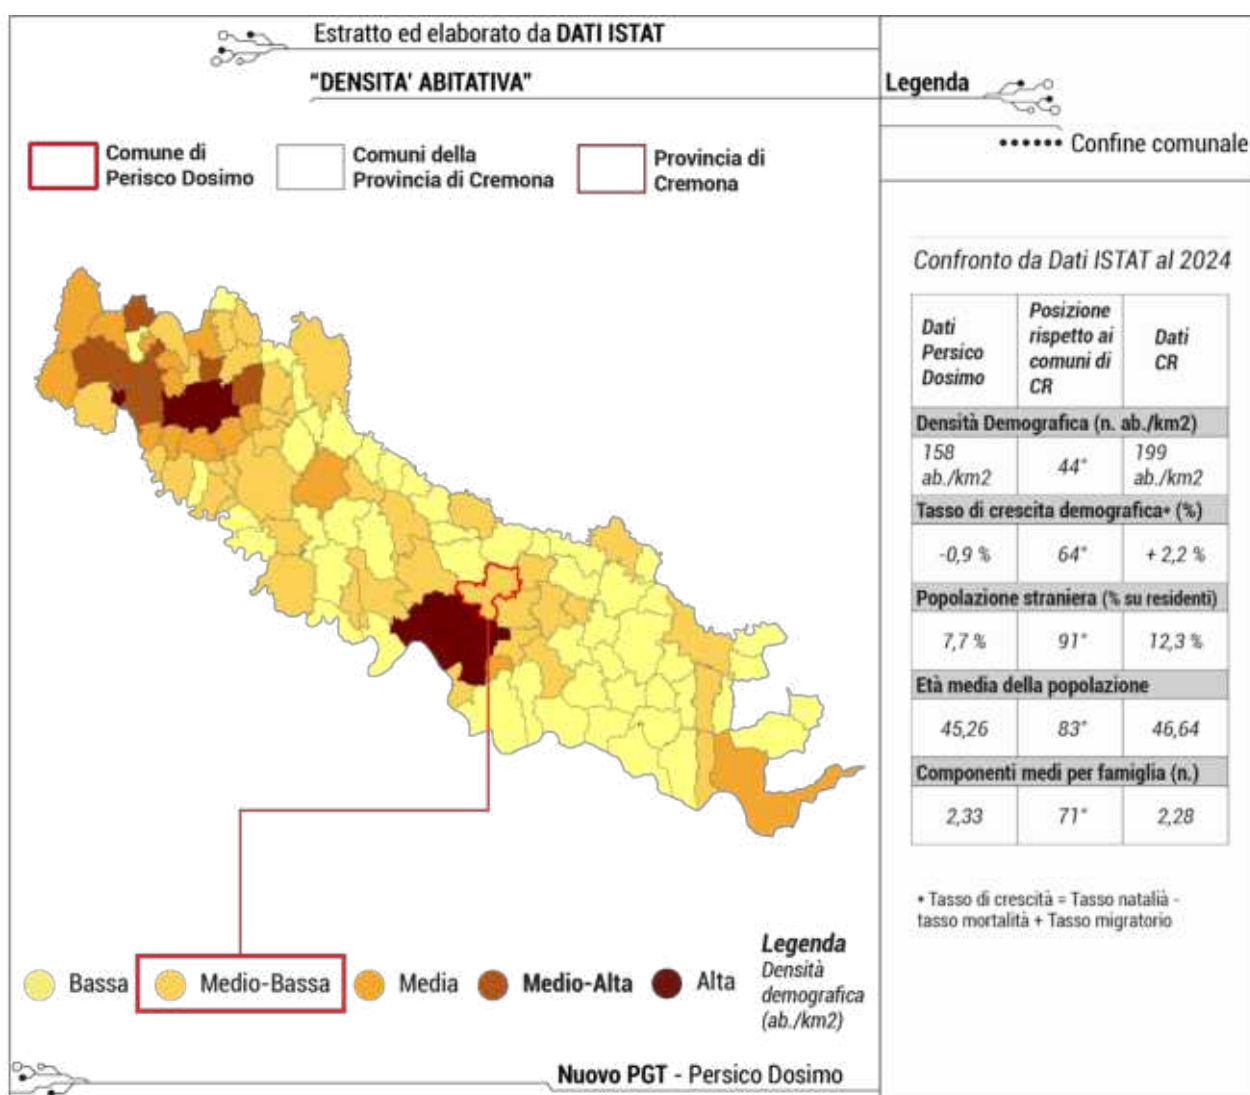 Estratto ed elaborato da DATI ISTAT
“DENSITA’ ABITATIVA”
Comune di
Perisco Dosimo
Comuni della
Provincia di Cremona
Provincia di
Cremona
Legenda
Confine comunale
Confronto da Dati ISTAT al 2024
Dati
Persico
Dosimo
Posizione
rispetto ai
comuni di
CR
Dati
CR
Densità Demografica (n. ab./km2)
158
ab./km2
44°
199
ab./km2
Tasso di crescita demografica• (%)
-0,9 %
64°
+ 2,2 %
Popolazione straniera (% su residenti)
7,7 %
91°
12,3 %
Età media della popolazione
45,26
83°
46,64
Componenti medi per famiglia (n.)
2,33
71°
2,28
• Tasso di crescità = Tasso natalià -
tasso mortalità + Tasso migratorio
Bassa
Medio-Bassa
Media
Medio-Alta
Alta
Legenda
Densità
demografica
(ab./km2)
Nuovo PGT - Persico Dosimo